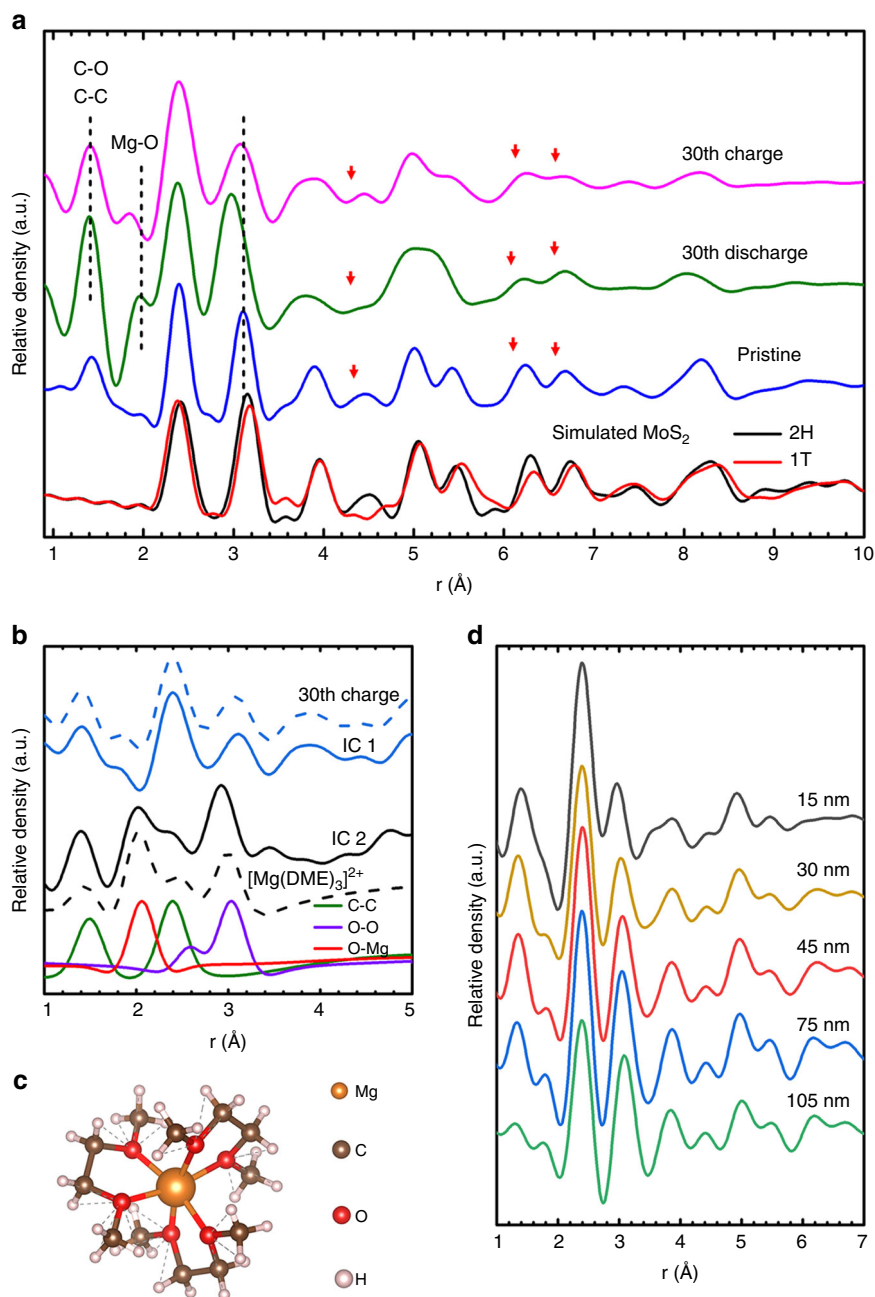 a
C-O
C-C
Mg-O
30th charge
30th discharge
Pristine
Simulated MoS₂
2H
1T
Relative density (a.u.)
1 2 3 4 5 6 7 8 9 10
r (Å)
b
30th charge
IC 1
IC 2
[Mg(DME)₃]²⁺
C-C
O-O
O-Mg
Relative density (a.u.)
1 2 3 4 5
r (Å)
c
Mg
C
O
H
d
15 nm
30 nm
45 nm
75 nm
105 nm
Relative density (a.u.)
1 2 3 4 5 6 7
r (Å)